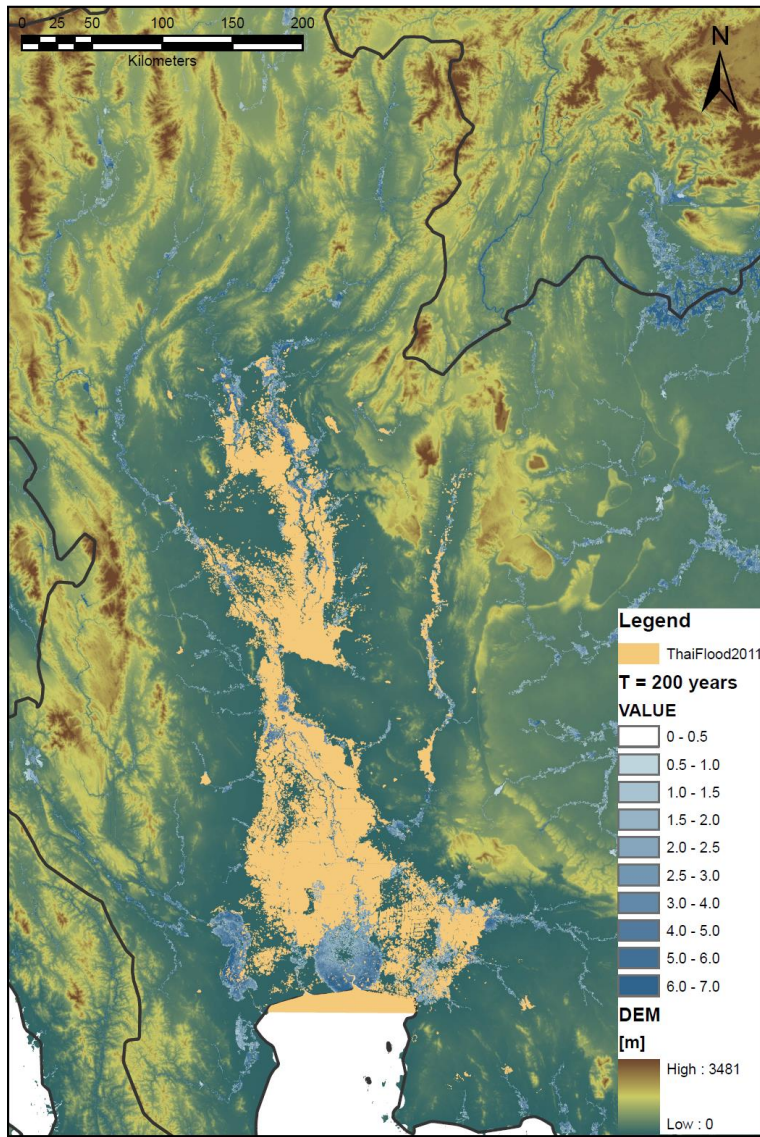 0 25 50 100 150 200
Kilometers
N
Legend
ThaiFlood2011
T = 200 years
VALUE
0 - 0.5
0.5 - 1.0
1.0 - 1.5
1.5 - 2.0
2.0 - 2.5
2.5 - 3.0
3.0 - 4.0
4.0 - 5.0
5.0 - 6.0
6.0 - 7.0
DEM
[m]
High : 3481
Low : 0